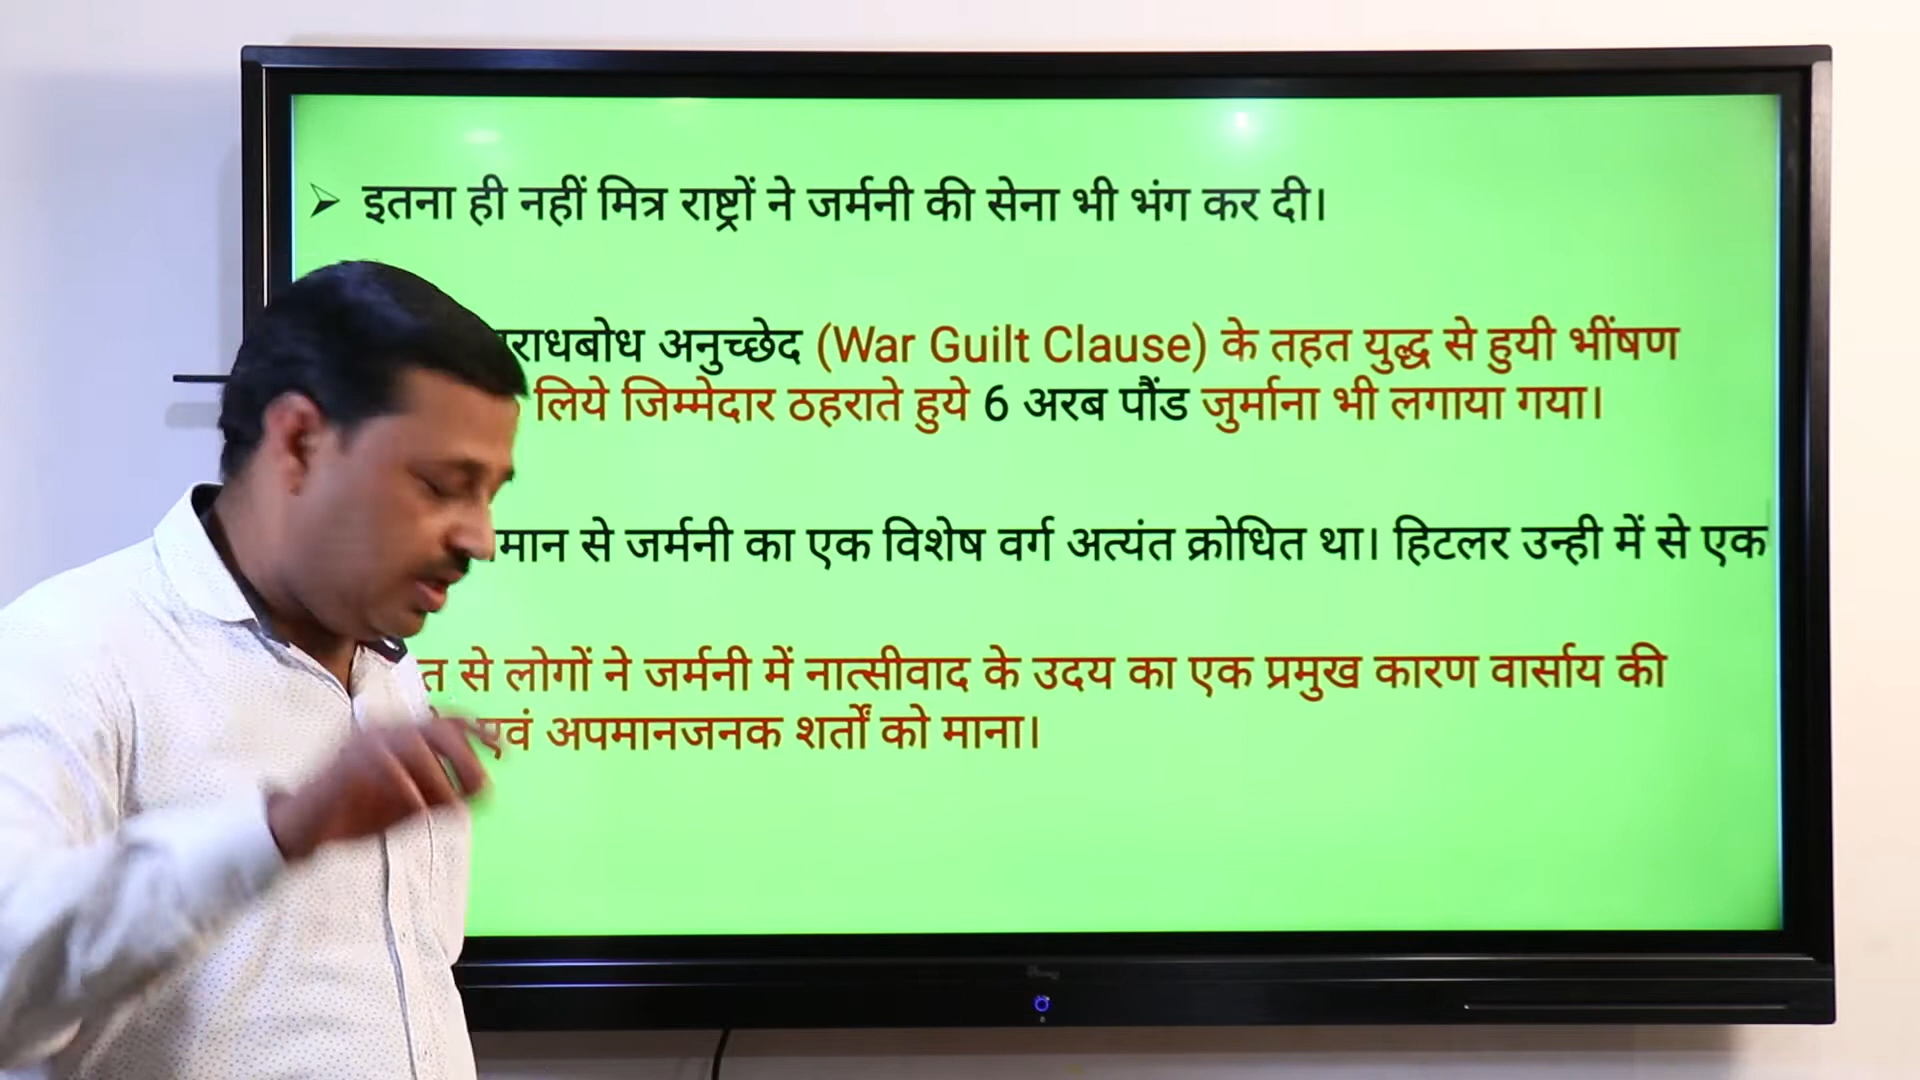 इतना ही नहीं मित्र राष्ट्रों ने जर्मनी की सेना भी भंग कर दी।
अनुच्छेद (War Guilt Clause) के तहत युद्ध से हुयी भींषण
लिये जिम्मेदार ठहराते हुये 6 अरब पौंड जुर्माना भी लगाया गया।
से जर्मनी का एक विशेष वर्ग अत्यंत क्रोधित था। हिटलर उन्ही में से एक
से लोगों ने जर्मनी में नात्सीवाद के उदय का एक प्रमुख कारण वार्साय की
एवं अपमानजनक शर्तों को माना।